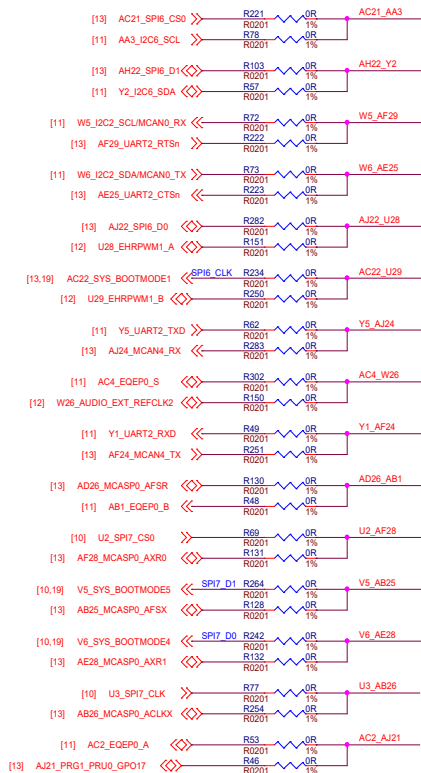 [13] AC21_SPI6_CS0 R221 0R AC21_AA3
R0201 1%
[11] AA3_I2C6_SCL R78 0R
R0201 1%
[13] AH22_SPI6_D1 R103 0R AH22_Y2
R0201 1%
[11] Y2_I2C6_SDA R57 0R
R0201 1%
[11] W5_I2C2_SCL/MCAN0_RX R72 0R W5_AF29
R0201 1%
[13] AF29_UART2_RTSn R222 0R
R0201 1%
[11] W6_I2C2_SDA/MCAN0_TX R73 0R W6_AE25
R0201 1%
[13] AE25_UART2_CTSn R223 0R
R0201 1%
[13] AJ22_SPI6_D0 R282 0R AJ22_U28
R0201 1%
[12] U28_EHRPWM1_A R151 0R
R0201 1%
[13,19] AC22_SYS_BOOTMODE1 SPI6_CLK R234 0R AC22_U29
R0201 1%
[12] U29_EHRPWM1_B R250 0R
R0201 1%
[11] Y5_UART2_TXD R62 0R Y5_AJ24
R0201 1%
[13] AJ24_MCAN4_RX R283 0R
R0201 1%
[11] AC4_EQEP0_S R302 0R AC4_W26
R0201 1%
[12] W26_AUDIO_EXT_REFCLK2 R150 0R
R0201 1%
[11] Y1_UART2_RXD R49 0R Y1_AF24
R0201 1%
[13] AF24_MCAN4_TX R251 0R
R0201 1%
[13] AD26_MCASP0_AFSR R130 0R AD26_AB1
R0201 1%
[11] AB1_EQEP0_B R48 0R
R0201 1%
[10] U2_SPI7_CS0 R69 0R U2_AF28
R0201 1%
[13] AF28_MCASP0_AXR0 R131 0R
R0201 1%
[10,19] V5_SYS_BOOTMODE5 SPI7_D1 R264 0R V5_AB25
R0201 1%
[13] AB25_MCASP0_AFSX R128 0R
R0201 1%
[10,19] V6_SYS_BOOTMODE4 SPI7_D0 R242 0R V6_AE28
R0201 1%
[13] AE28_MCASP0_AXR1 R132 0R
R0201 1%
[10] U3_SPI7_CLK R77 0R U3_AB26
R0201 1%
[13] AB26_MCASP0_ACLKX R254 0R
R0201 1%
[11] AC2_EQEP0_A R53 0R AC2_AJ21
R0201 1%
[13] AJ21_PRG1_PRU0_GPO17 R46 0R
R0201 1%